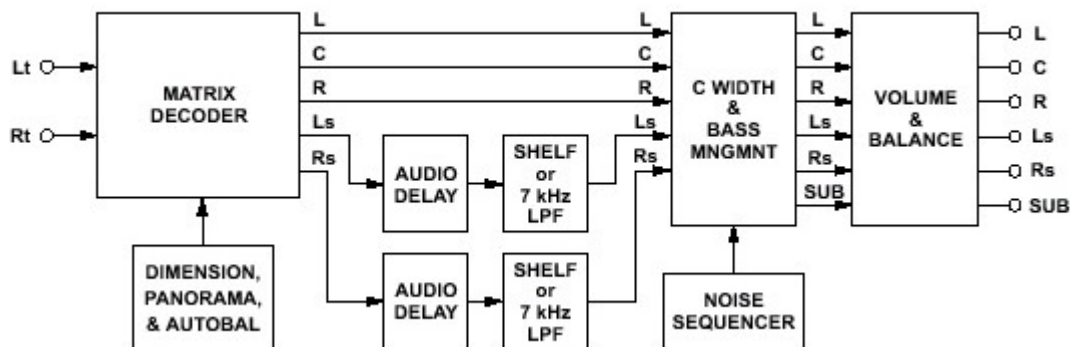 L
L
L
L
Lt
C
C
C
C
MATRIX
DECODER
R
R
R
R
C WIDTH
&
BASS
MNGMNT
VOLUME
&
BALANCE
Rt
Ls
Ls
Ls
Ls
Rs
Rs
Rs
Rs
AUDIO
DELAY
SHELF
or
7 kHz
LPF
SUB
SUB
DIMENSION,
PANORAMA,
& AUTOBAL
AUDIO
DELAY
SHELF
or
7 kHz
LPF
NOISE
SEQUENCER